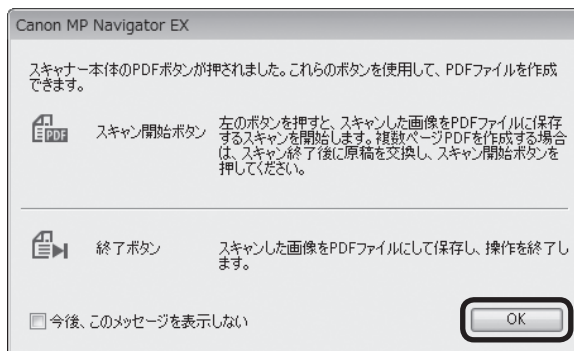 Canon MP Navigator EX
スキャナー本体のPDFボタンが押されました。これらのボタンを使用して、PDFファイルを作成
できます。
PDF
スキャン開始ボタン
左のボタンを押すと、スキャンした画像をPDFファイルに保存
するスキャンを開始します。複数ページPDFを作成する場合
は、スキャン終了後に原稿を交換し、スキャン開始ボタンを
押してください。
終了ボタン
スキャンした画像をPDFファイルにして保存し、操作を終了し
ます。
今後、このメッセージを表示しない
OK